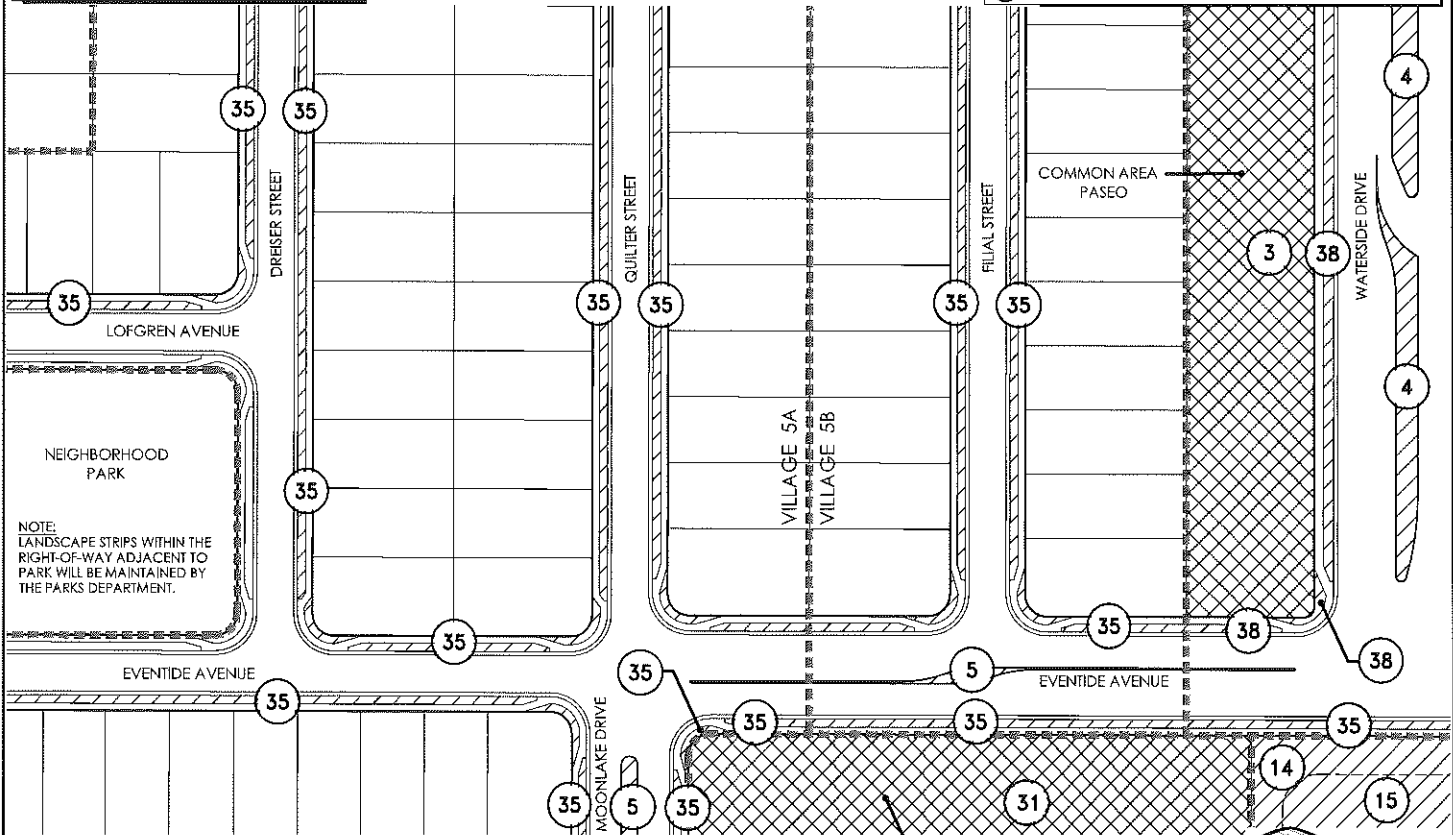 4
35
35
DREISER STREET
QUILTER STREET
FILIAL STREET
COMMON AREA
PASEO
WATERSIDE DRIVE
3
38
35
35
35
35
35
LOFGREN AVENUE
4
NEIGHBORHOOD
PARK
VILLAGE 5A
VILLAGE 5B
35
NOTE:
LANDSCAPE STRIPS WITHIN THE
RIGHT-OF-WAY ADJACENT TO
PARK WILL BE MAINTAINED BY
THE PARKS DEPARTMENT.
35
35
38
38
EVENTIDE AVENUE
35
5
EVENTIDE AVENUE
35
35
35
35
MOONLAKE DRIVE
14
35
5
35
31
15